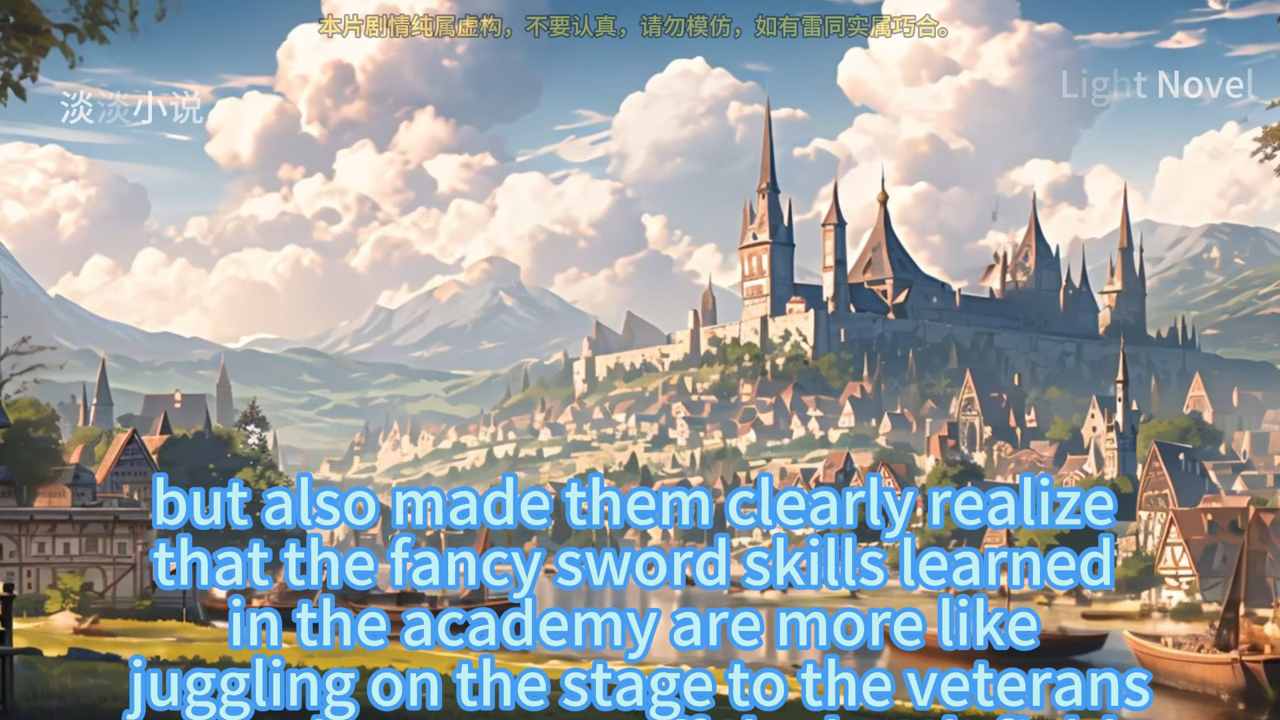 本片剧情纯属虚构，不要认真，请勿模仿，如有雷同实属巧合。
淡淡小说
Light Novel
but also made them clearly realize
that the fancy sword skills learned
in the academy are more like
juggling on the stage to the veterans